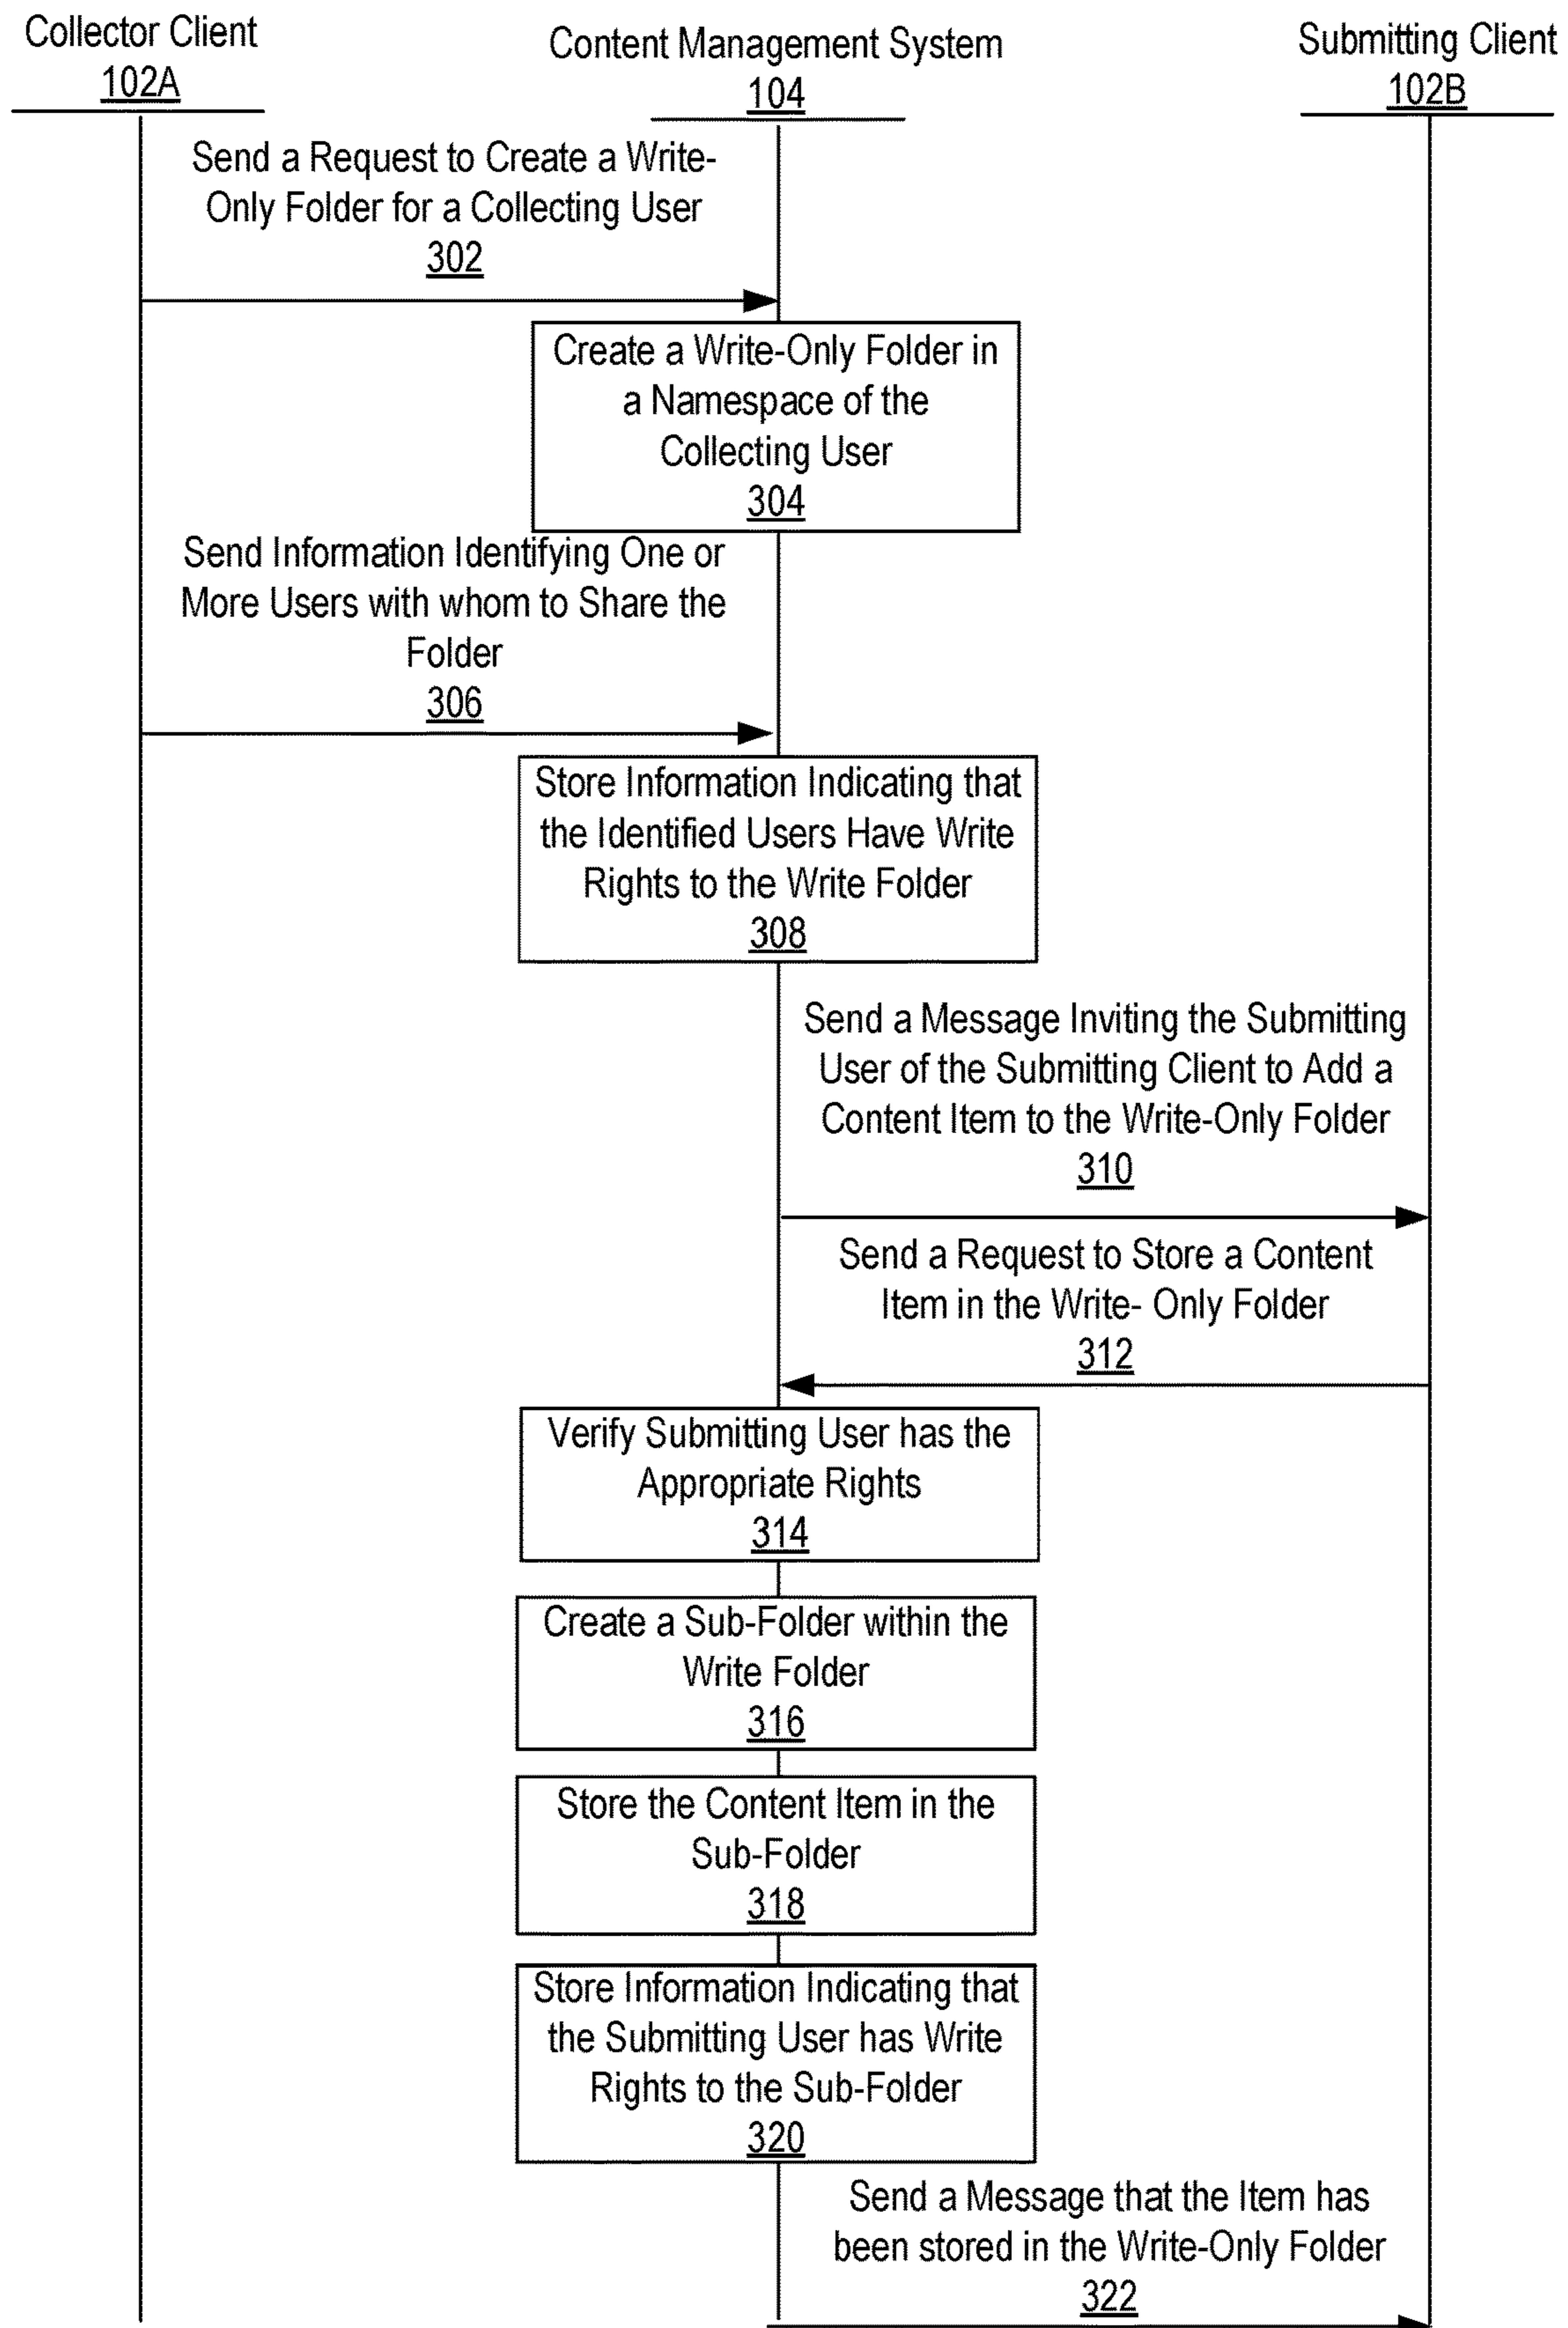 Collector Client
102A
Content Management System
104
Submitting Client
102B
Send a Request to Create a Write-
Only Folder for a Collecting User
302
Create a Write-Only Folder in
a Namespace of the
Collecting User
304
Send Information Identifying One or
More Users with whom to Share the
Folder
306
Store Information Indicating that
the Identified Users Have Write
Rights to the Write Folder
308
Send a Message Inviting the Submitting
User of the Submitting Client to Add a
Content Item to the Write-Only Folder
310
Send a Request to Store a Content
Item in the Write- Only Folder
312
Verify Submitting User has the
Appropriate Rights
314
Create a Sub-Folder within the
Write Folder
316
Store the Content Item in the
Sub-Folder
318
Store Information Indicating that
the Submitting User has Write
Rights to the Sub-Folder
320
Send a Message that the Item has
been stored in the Write-Only Folder
322